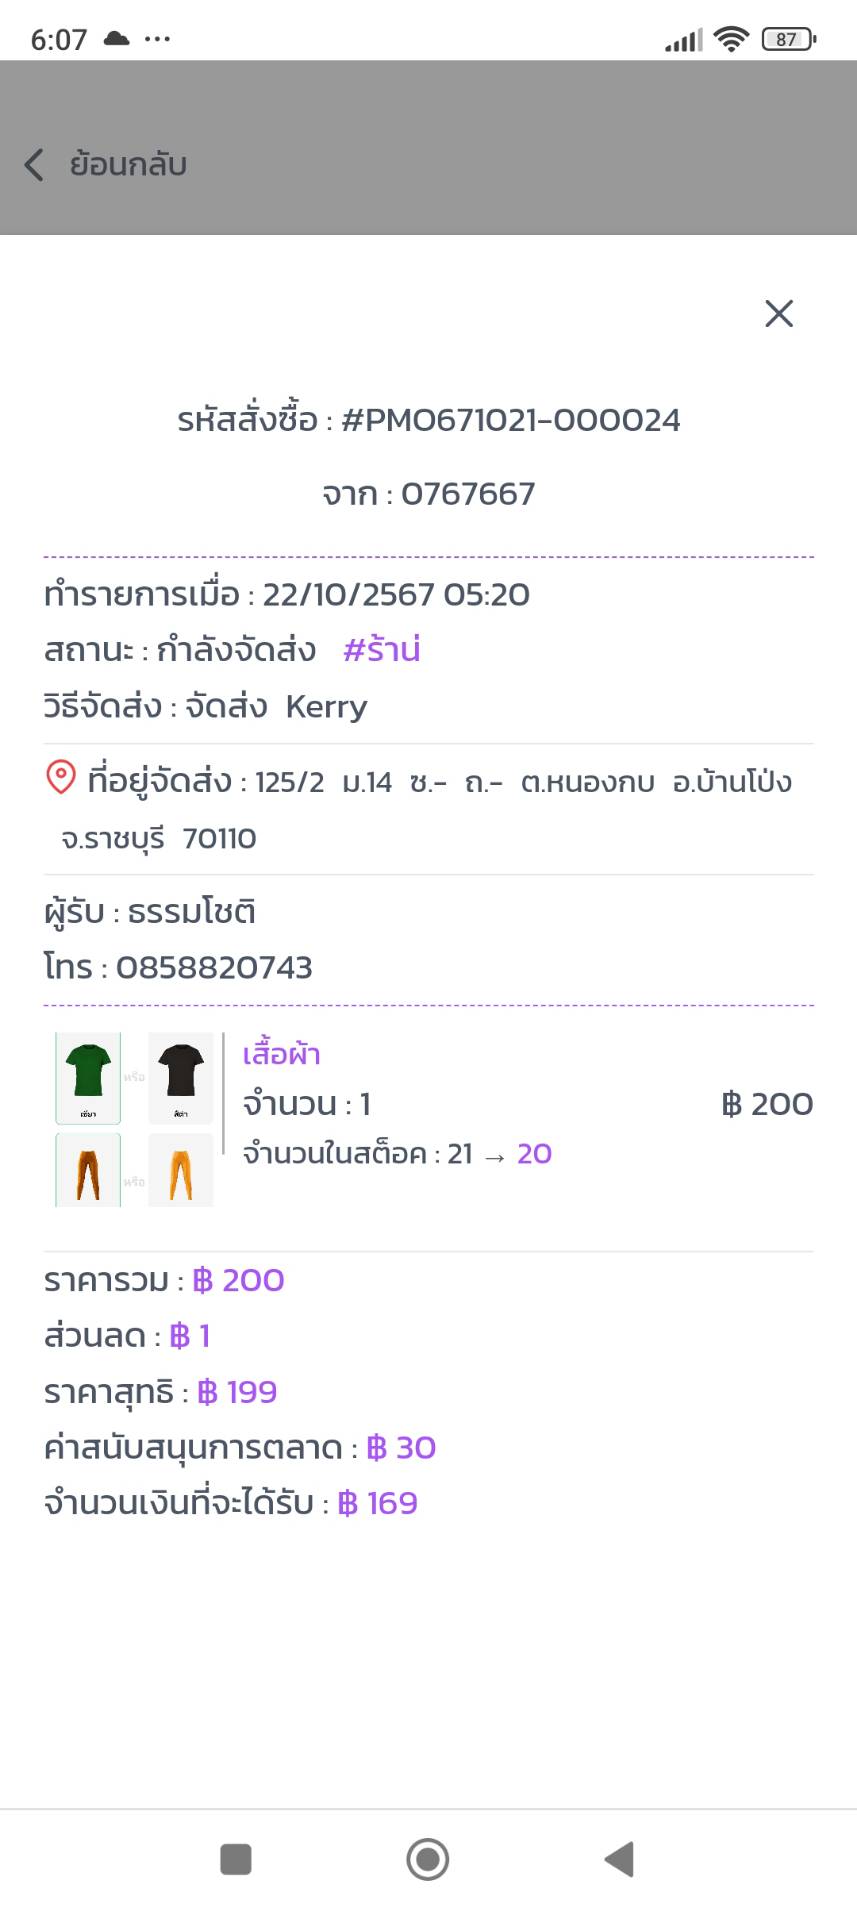 6:07
87
ย้อนกลับ
รหัสสั่งซื้อ : #PMO671021-000024
จาก : 0767667
ทำรายการเมื่อ : 22/10/2567 05:20
สถานะ : กำลังจัดส่ง #ร้าน่
วิธีจัดส่ง : จัดส่ง Kerry
ที่อยู่จัดส่ง : 125/2 ม.14 ซ.- ถ.- ต.หนองกบ อ.บ้านโป่ง
จ.ราชบุรี 70110
ผู้รับ : ธรรมโชติ
โทร : 0858820743
เสื้อผ้า
หรือ
เขียว
สีดำ
จำนวน : 1 ฿ 200
จำนวนในสต็อค : 21 → 20
หรือ
ราคารวม : ฿ 200
ส่วนลด : ฿ 1
ราคาสุทธิ : ฿ 199
ค่าสนับสนุนการตลาด : ฿ 30
จำนวนเงินที่จะได้รับ : ฿ 169